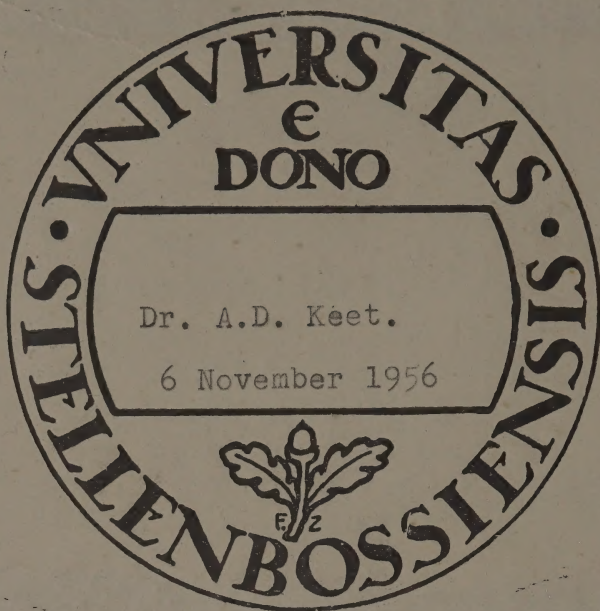 VNIVERSITAS · STELLENBOSSIENSIS ·
E
DONO
Dr. A.D. Keet.
6 November 1956
E. Z